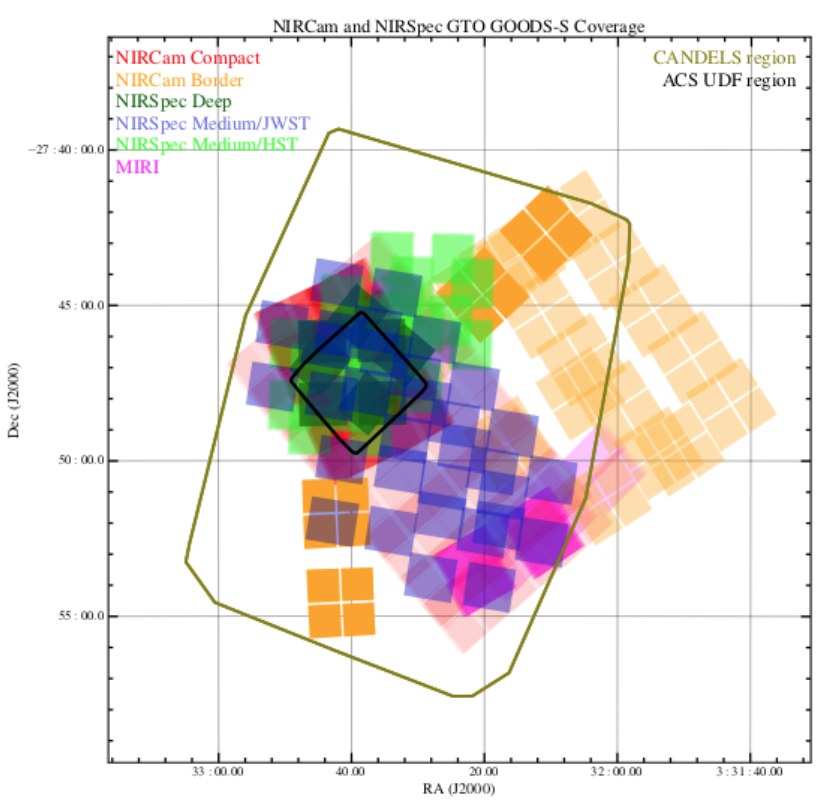 NIRCam and NIRSpec GTO GOODS-S Coverage
NIRCam Compact
NIRCam Border
NIRSpec Deep
NIRSpec Medium/JWST
NIRSpec Medium/HST
MIRI
CANDELS region
ACS UDF region
−27 : 40 : 00.0
45 : 00.0
50 : 00.0
55 : 00.0
Dec (J2000)
33 : 00.00
40.00
20.00
32 : 00.00
3 : 31 : 40.00
RA (J2000)